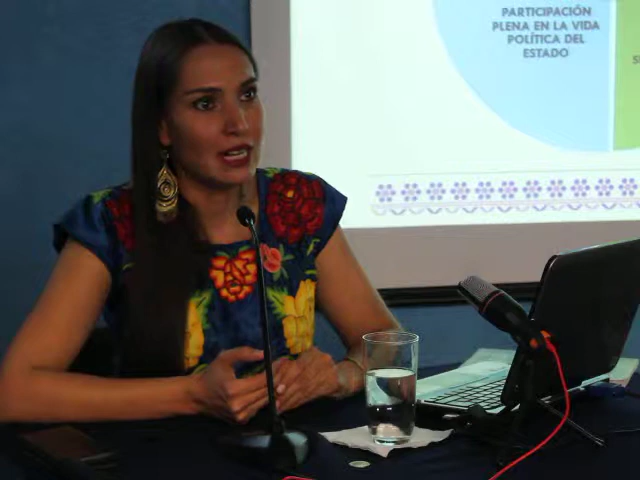 PARTICIPACIÓN
PLENA EN LA VIDA
POLÍTICA DEL
ESTADO